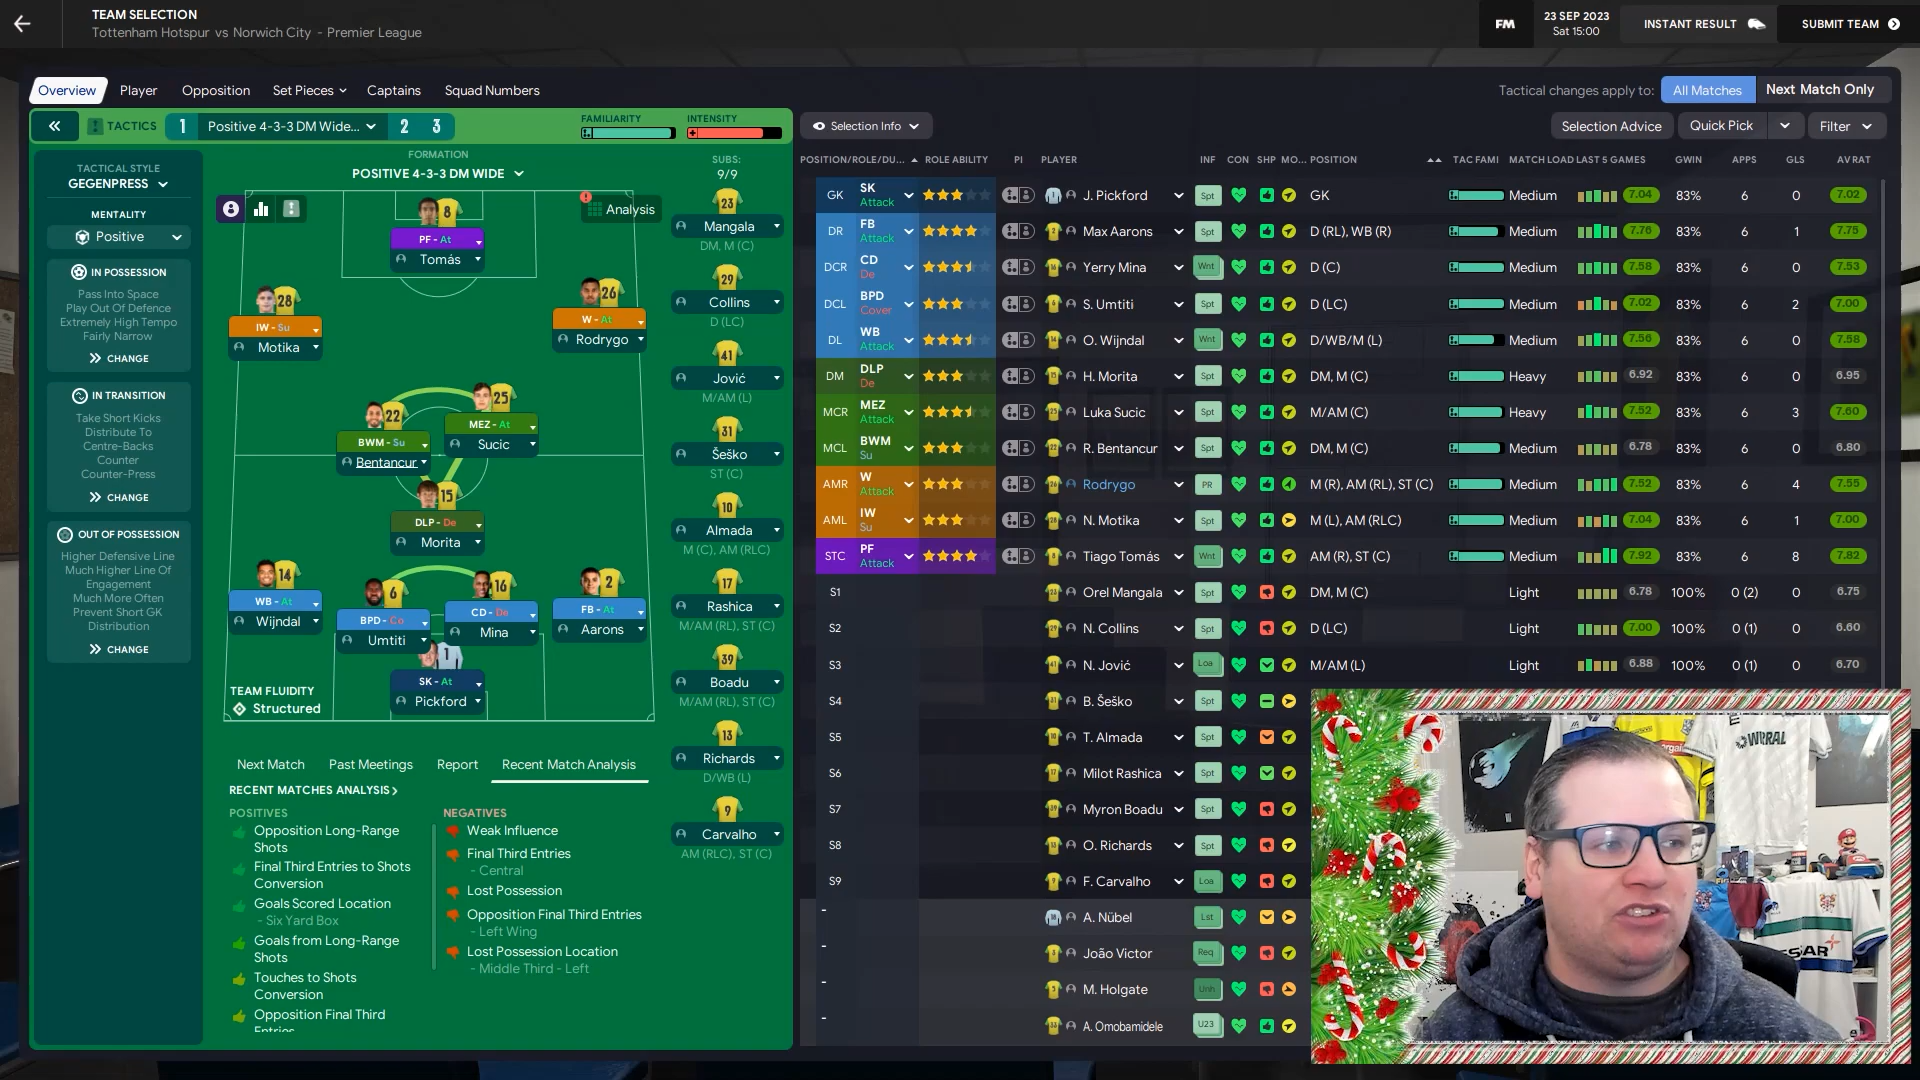 TEAM SELECTION
Tottenham Hotspur vs Norwich City - Premier League
FM
23 SEP 2023
Sat 15:00
INSTANT RESULT
SUBMIT TEAM
Overview
Player
Opposition
Set Pieces
Captains
Squad Numbers
Tactical changes apply to:
All Matches
Next Match Only
TACTICS
1
Positive 4-3-3 DM Wide...
2
3
FAMILIARITY
INTENSITY
Selection Info
Selection Advice
Quick Pick
Filter
TACTICAL STYLE
GEGENPRESS
MENTALITY
Positive
IN POSSESSION
Pass Into Space
Play Out Of Defence
Extremely High Tempo
Fairly Narrow
CHANGE
IN TRANSITION
Take Short Kicks
Distribute To
Centre-Backs
Counter
Counter-Press
CHANGE
OUT OF POSSESSION
Higher Defensive Line
Much Higher Line Of
Engagement
Much More Often
Prevent Short GK
Distribution
CHANGE
FORMATION
POSITIVE 4-3-3 DM WIDE
Analysis
8
PF - At
Tomás
28
IW - Su
Motika
26
W - At
Rodrygo
22
BWM - Su
Bentancur
25
MEZ - At
Sucic
15
DLP - De
Morita
14
WB - At
Wijndal
6
BPD - Co
Umtiti
16
CD - De
Mina
2
FB - At
Aarons
1
SK - At
Pickford
TEAM FLUIDITY
Structured
SUBS:
9/9
23
Mangala
DM, M (C)
29
Collins
D (LC)
41
Jović
M/AM (L)
31
Šeško
ST (C)
10
Almada
M (C), AM (RLC)
17
Rashica
M/AM (RL), ST (C)
39
Boadu
M/AM (RL), ST (C)
13
Richards
D/WB (L)
9
Carvalho
AM (RLC), ST (C)
Next Match
Past Meetings
Report
Recent Match Analysis
RECENT MATCHES ANALYSIS
POSITIVES
Opposition Long-Range
Shots
Final Third Entries to Shots
Conversion
Goals Scored Location
- Six Yard Box
Goals from Long-Range
Shots
Touches to Shots
Conversion
Opposition Final Third
Entries
NEGATIVES
Weak Influence
Final Third Entries
- Central
Lost Possession
Opposition Final Third Entries
- Left Wing
Lost Possession Location
- Middle Third - Left
POSITION/ROLE/DU... ROLE ABILITY PI PLAYER INF CON SHP MO... POSITION TAC FAMI MATCH LOAD LAST 5 GAMES GWIN APPS GLS AV RAT
GK SK Attack J. Pickford Spt GK Medium 7.04 83% 6 0 7.02
DR FB Attack Max Aarons Spt D (RL), WB (R) Medium 7.76 83% 6 1 7.75
DCR CD De Yerry Mina Wnt D (C) Medium 7.58 83% 6 0 7.53
DCL BPD Cover S. Umtiti Spt D (LC) Medium 7.02 83% 6 2 7.00
DL WB Attack O. Wijndal Wnt D/WB/M (L) Medium 7.56 83% 6 0 7.58
DM DLP De H. Morita Spt DM, M (C) Heavy 6.92 83% 6 0 6.95
MCR MEZ Attack Luka Sucic Spt M/AM (C) Heavy 7.52 83% 6 3 7.60
MCL BWM Su R. Bentancur Spt DM, M (C) Medium 6.78 83% 6 0 6.80
AMR W Attack Rodrygo PR M (R), AM (RL), ST (C) Medium 7.52 83% 6 4 7.55
AML IW Su N. Motika Spt M (L), AM (RLC) Medium 7.04 83% 6 1 7.00
STC PF Attack Tiago Tomás Wnt AM (R), ST (C) Medium 7.92 83% 6 8 7.82
S1 Orel Mangala Spt DM, M (C) Light 6.78 100% 0 (2) 0 6.75
S2 N. Collins Spt D (LC) Light 7.00 100% 0 (1) 0 6.60
S3 N. Jović Loa M/AM (L) Light 6.88 100% 0 (1) 0 6.70
S4 B. Šeško Spt
S5 T. Almada Spt
S6 Milot Rashica Spt
S7 Myron Boadu Spt
S8 O. Richards Spt
S9 F. Carvalho Loa
- A. Nübel Lst
- João Victor Req
- M. Holgate Unh
- A. Omobamidele U23
WIRRAL